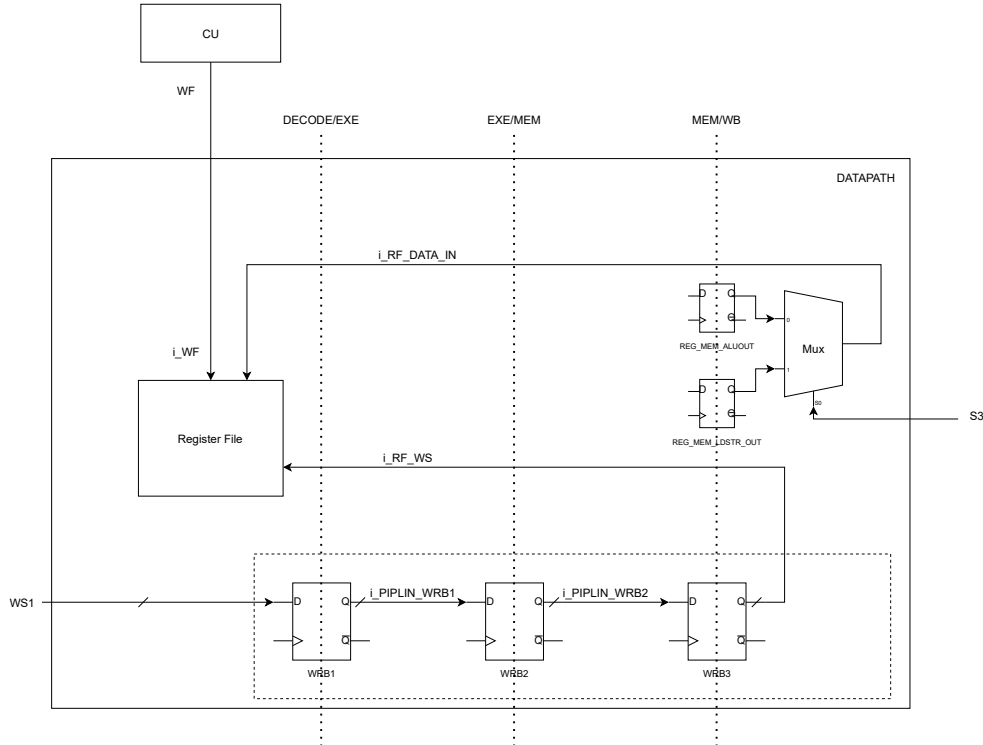 CU
WF
DECODE/EXE
EXE/MEM
MEM/WB
DATAPATH
i_RF_DATA_IN
D
Q
Q
REG_MEM_ALUOUT
0
Mux
1
S0
i_WF
D
Q
Q
REG_MEM_LDSTR_OUT
S3
Register File
i_RF_WS
WS1
D
Q
Q
WRB1
i_PIPLIN_WRB1
D
Q
Q
WRB2
i_PIPLIN_WRB2
D
Q
Q
WRB3